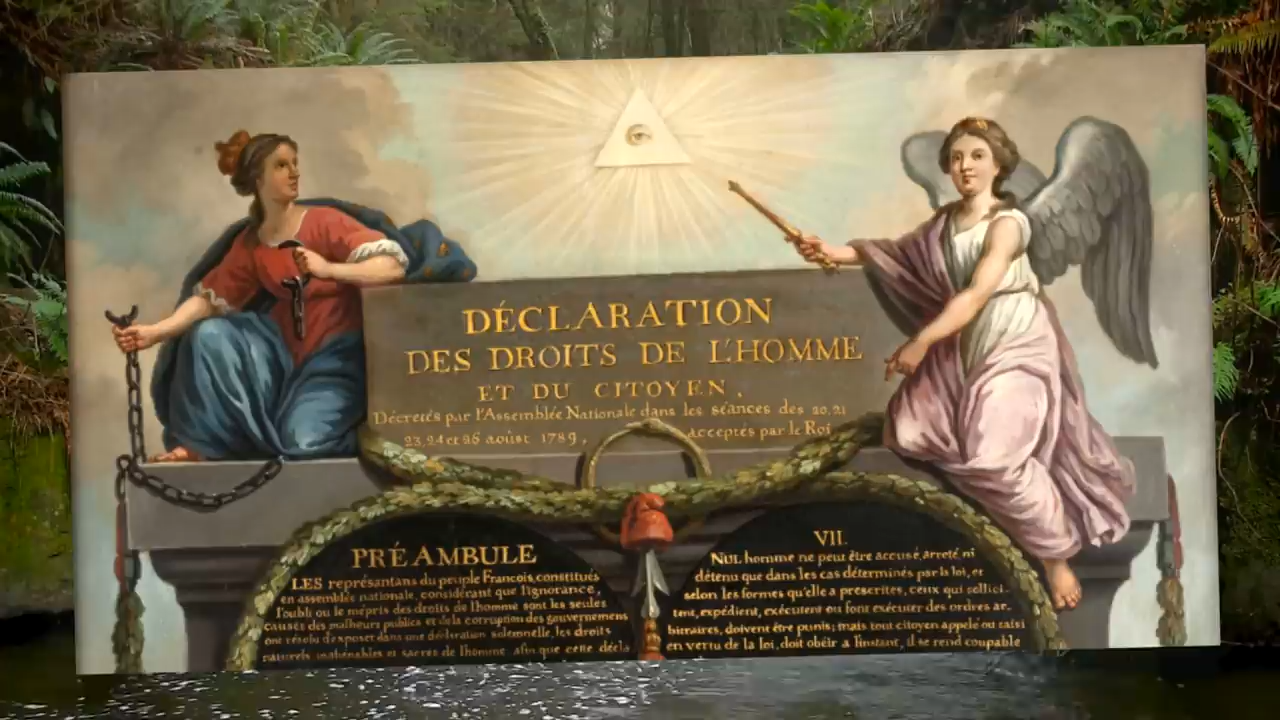 DÉCLARATION
DES DROITS DE L'HOMME
ET DU CITOYEN,
Décretés par l'Assemblée Nationale dans les séances des 20, 21
23, 24 et 26 aoûst 1789, acceptés par le Roi
PRÉAMBULE
LES représantans du peuple Francois, constitués
en assemblée nationale, considérant que l'ignorance,
l'oubli ou le mépris des droits de l'homme sont les seules
causes des malheurs publics et de la corruption des gouvernemens
ont résolu d'exposer dans une déclaration solemnelle, les droits
naturels, inaliénables et sacrés de l'homme, afin que cette décla
VII.
NUL homme ne peut être accusé, arreté, ni
détenu que dans les cas déterminés par la loi, et
selon les formes qu'elle a prescrites, ceux qui sollici-
tent, expédient, exécutent ou font exécuter des ordres ar-
bitraires, doivent être punis; mais tout citoyen appelé ou saisi
en vertu de la loi, doit obéir a l'instant, il se rend coupable